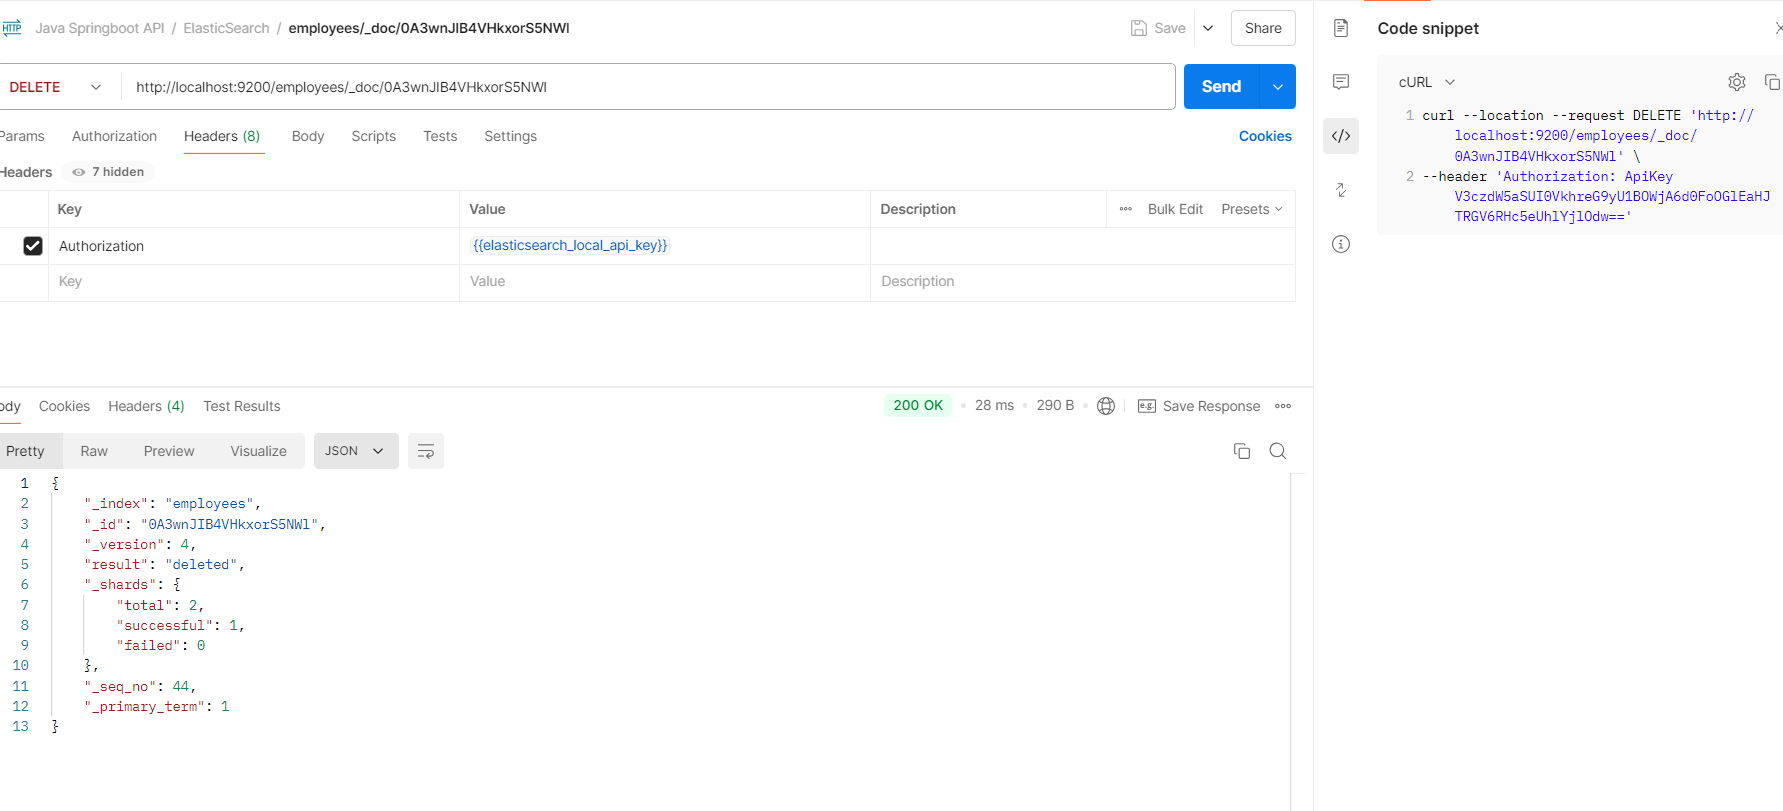 HTTP Java Springboot API / ElasticSearch / employees/_doc/0A3wnJIB4VHkxorS5NWl
Save
Share
DELETE
http://localhost:9200/employees/_doc/0A3wnJIB4VHkxorS5NWl
Send
Params Authorization Headers (8) Body Scripts Tests Settings
Cookies
Headers 7 hidden
Key Value Description Bulk Edit Presets
Authorization {{elasticsearch_local_api_key}}
Key Value Description
Body Cookies Headers (4) Test Results
200 OK 28 ms 290 B e.g. Save Response
Pretty Raw Preview Visualize JSON
1 {
2 "_index": "employees",
3 "_id": "0A3wnJIB4VHkxorS5NWl",
4 "_version": 4,
5 "result": "deleted",
6 "_shards": {
7 "total": 2,
8 "successful": 1,
9 "failed": 0
10 },
11 "_seq_no": 44,
12 "_primary_term": 1
13 }
Code snippet
cURL
1 curl --location --request DELETE 'http://
localhost:9200/employees/_doc/
0A3wnJIB4VHkxorS5NWl' \
2 --header 'Authorization: ApiKey
V3czdW5aSUI0VkhreG9yU1BOWjA6d0FoOGlEaHJ
TRGV6RHc5eUhlYjlOdw=='